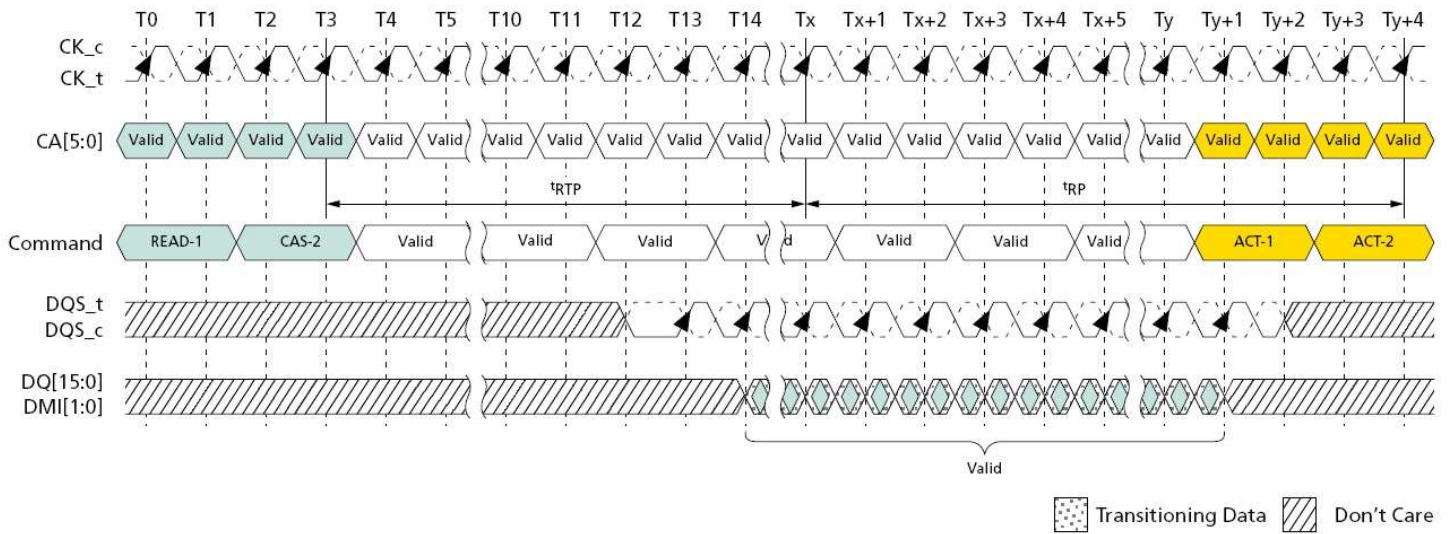 T0 T1 T2 T3 T4 T5 T10 T11 T12 T13 T14 Tx Tx+1 Tx+2 Tx+3 Tx+4 Tx+5 Ty Ty+1 Ty+2 Ty+3 Ty+4
CK_c
CK_t
CA[5:0] Valid Valid Valid Valid Valid Valid Valid Valid Valid Valid Valid Valid Valid Valid Valid Valid Valid Valid Valid Valid Valid Valid
tRTP tRP
Command READ-1 CAS-2 Valid Valid Valid Valid Valid Valid Valid ACT-1 ACT-2
DQS_t
DQS_c
DQ[15:0]
DMI[1:0]
Valid
Transitioning Data Don't Care